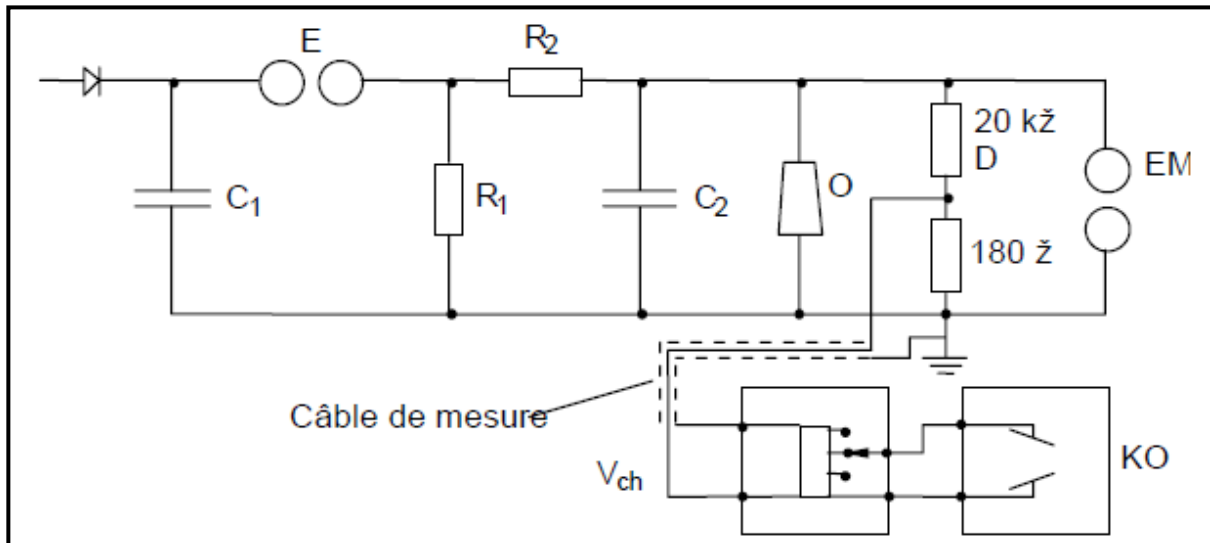 E
R2
20 kž
D
EM
C1
R1
C2
O
180 ž
Câble de mesure
Vch
KO